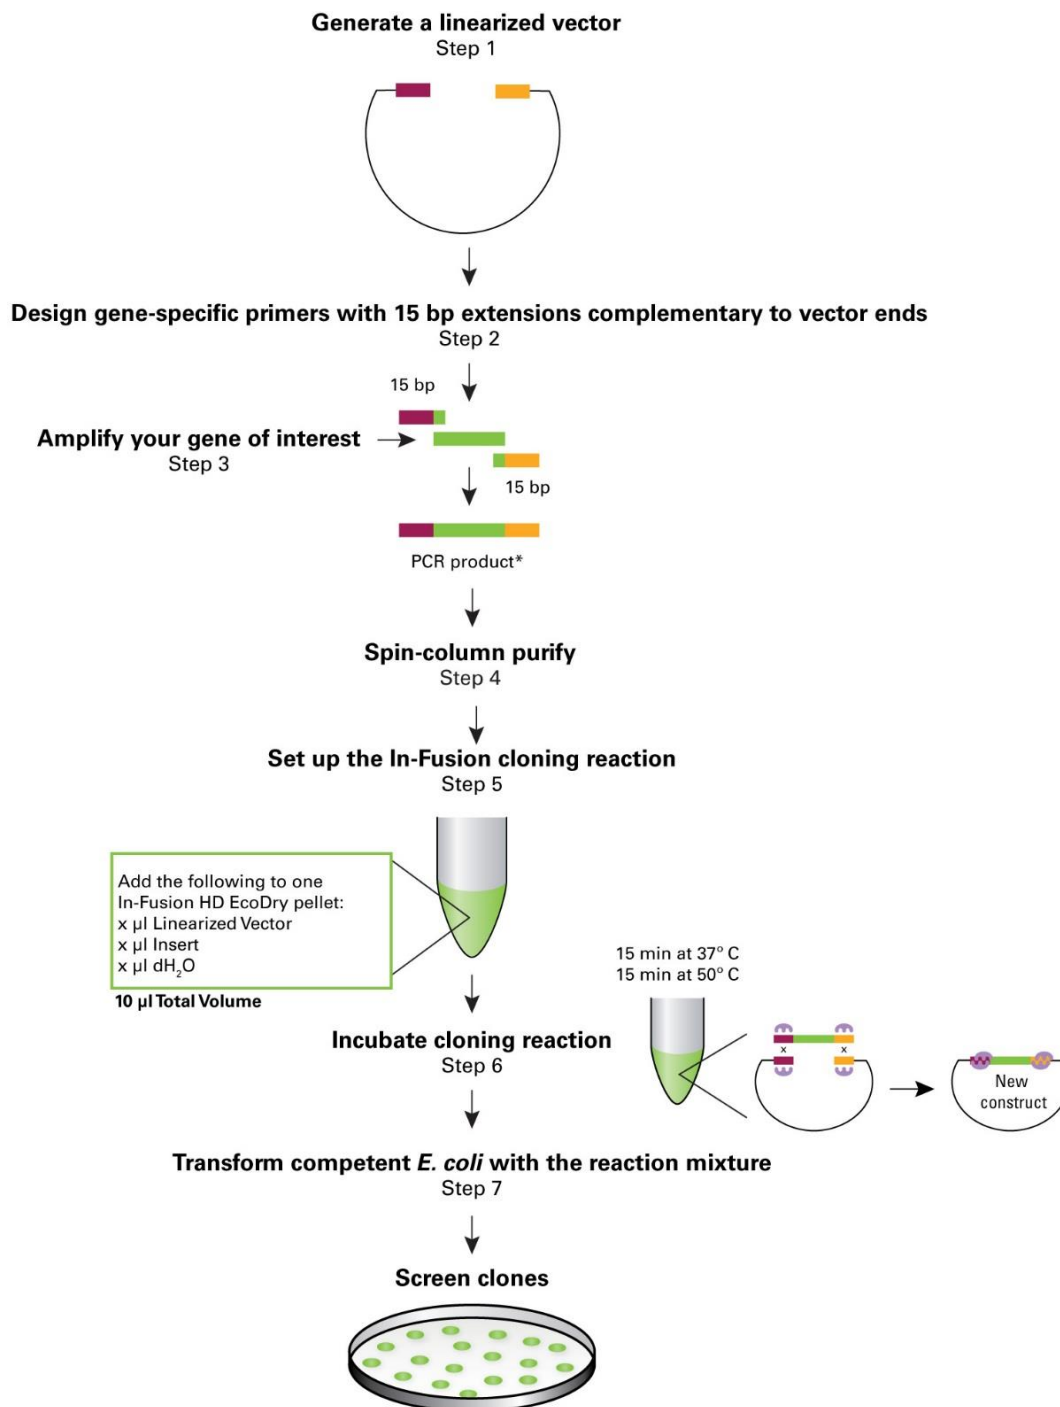 Generate a linearized vector
Step 1
Design gene-specific primers with 15 bp extensions complementary to vector ends
Step 2
15 bp
Amplify your gene of interest
Step 3
15 bp
PCR product*
Spin-column purify
Step 4
Set up the In-Fusion cloning reaction
Step 5
Add the following to one
In-Fusion HD EcoDry pellet:
x µl Linearized Vector
x µl Insert
x µl dH₂O
10 µl Total Volume
15 min at 37° C
15 min at 50° C
Incubate cloning reaction
Step 6
x x
New
construct
Transform competent E. coli with the reaction mixture
Step 7
Screen clones